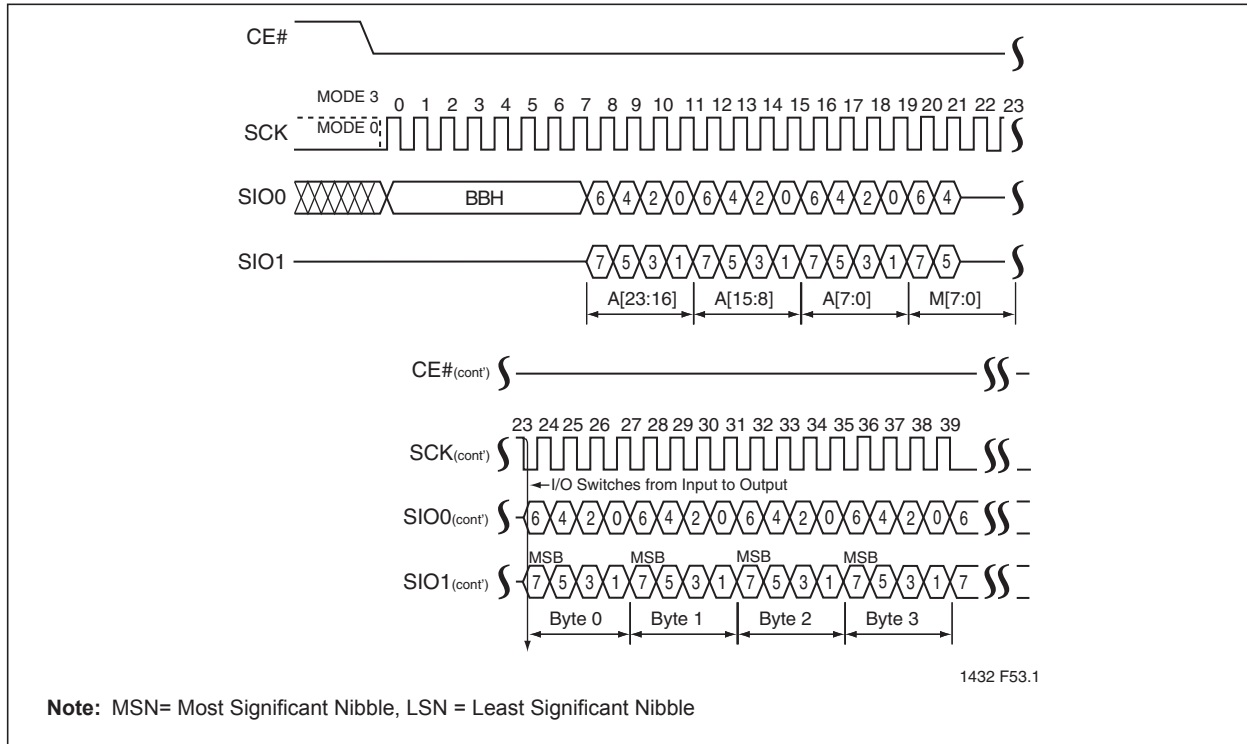 CE#
MODE 3
0 1 2 3 4 5 6 7 8 9 10 11 12 13 14 15 16 17 18 19 20 21 22 23
SCK
MODE 0
SIO0 BBH 6 4 2 0 6 4 2 0 6 4 2 0 6 4
SIO1 7 5 3 1 7 5 3 1 7 5 3 1 7 5
A[23:16] A[15:8] A[7:0] M[7:0]
CE#(cont')
23 24 25 26 27 28 29 30 31 32 33 34 35 36 37 38 39
SCK(cont')
I/O Switches from Input to Output
SIO0(cont') 6 4 2 0 6 4 2 0 6 4 2 0 6 4 2 0 6
MSB MSB MSB MSB
SIO1(cont') 7 5 3 1 7 5 3 1 7 5 3 1 7 5 3 1 7
Byte 0 Byte 1 Byte 2 Byte 3
1432 F53.1
Note: MSN= Most Significant Nibble, LSN = Least Significant Nibble